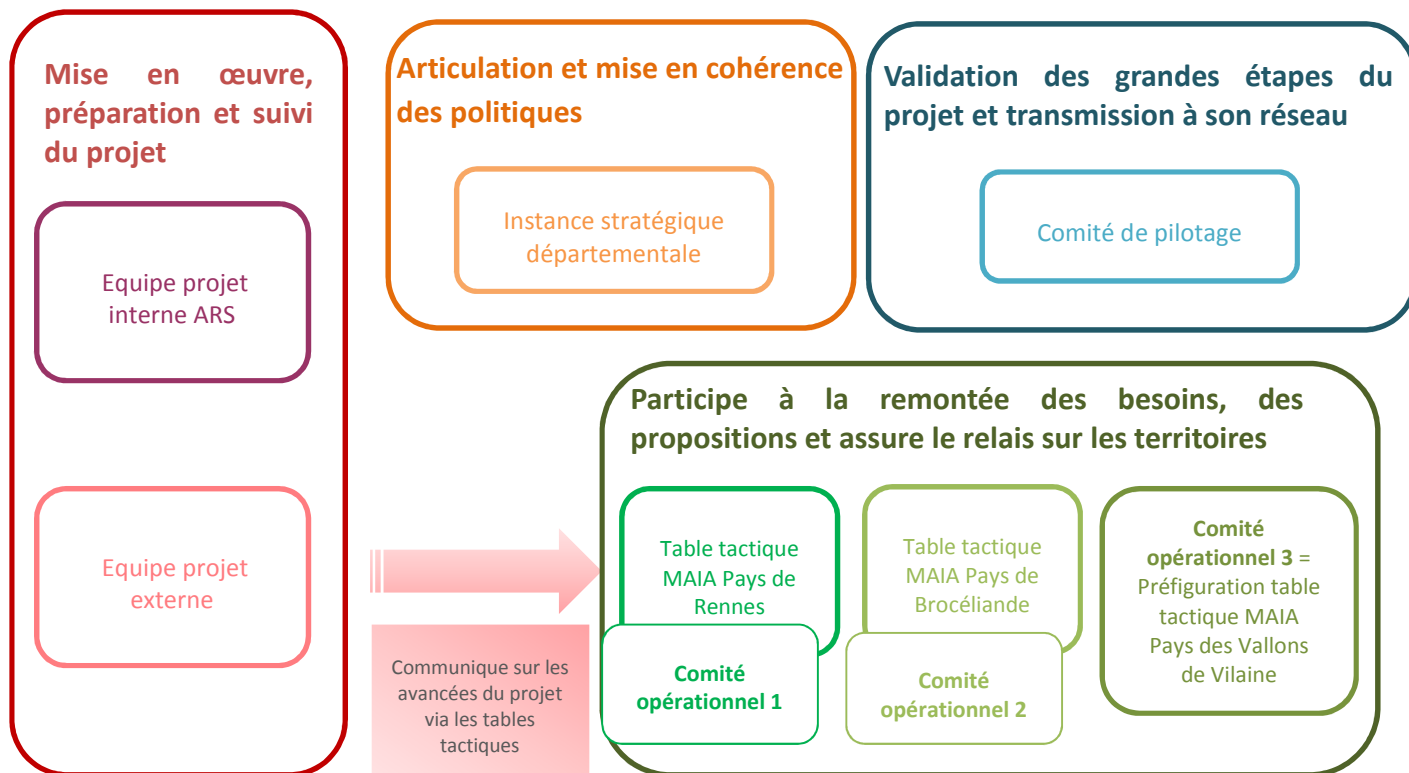 Mise en œuvre,
préparation et suivi
du projet
Equipe projet
interne ARS
Equipe projet
externe
Articulation et mise en cohérence
des politiques
Instance stratégique
départementale
Validation des grandes étapes du
projet et transmission à son réseau
Comité de pilotage
Communique sur les
avancées du projet
via les tables
tactiques
Participe à la remontée des besoins, des
propositions et assure le relais sur les territoires
Table tactique
MAIA Pays de
Rennes
Comité
opérationnel 1
Table tactique
MAIA Pays de
Brocéliande
Comité
opérationnel 2
Comité
opérationnel 3 =
Préfiguration table
tactique MAIA
Pays des Vallons
de Vilaine